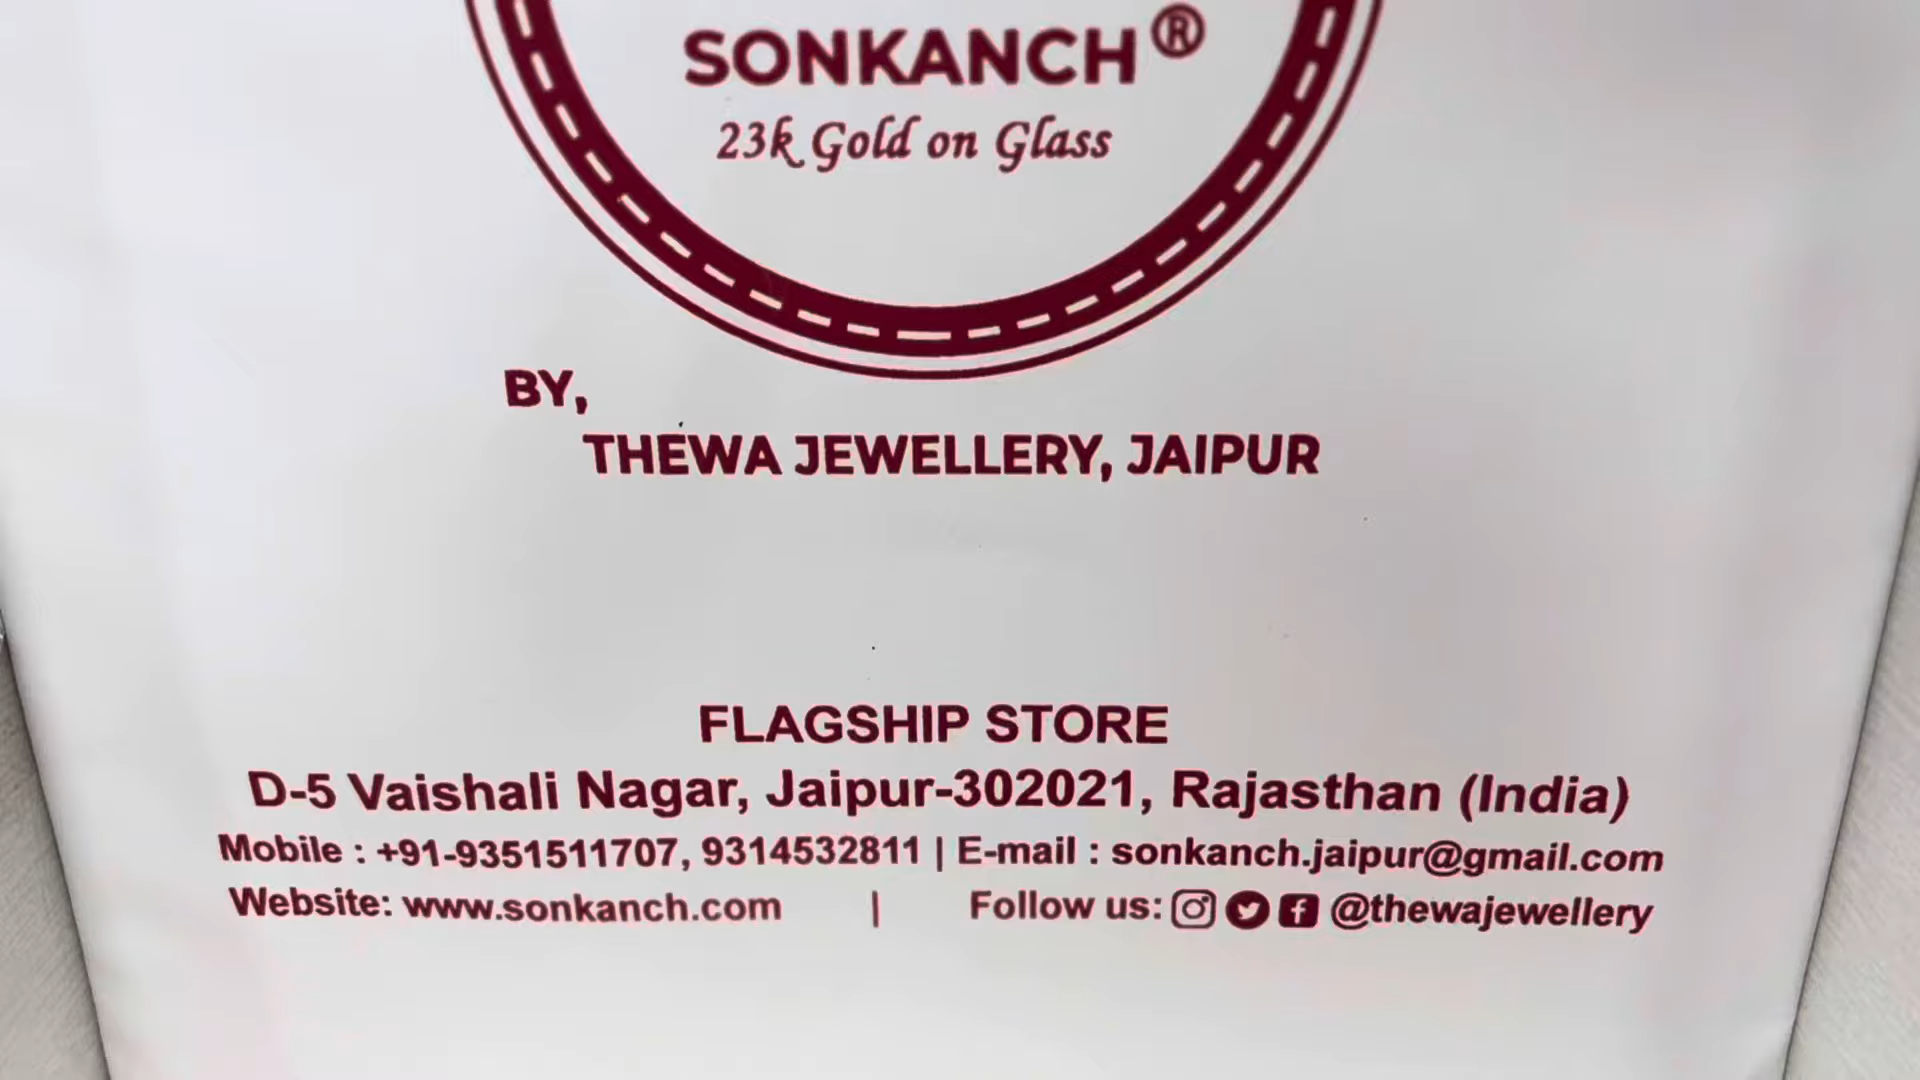 SONKANCH®
23k Gold on Glass
BY,
THEWA JEWELLERY, JAIPUR
FLAGSHIP STORE
D-5 Vaishali Nagar, Jaipur-302021, Rajasthan (India)
Mobile : +91-9351511707, 9314532811 | E-mail : sonkanch.jaipur@gmail.com
Website: www.sonkanch.com | Follow us: @thewajewellery